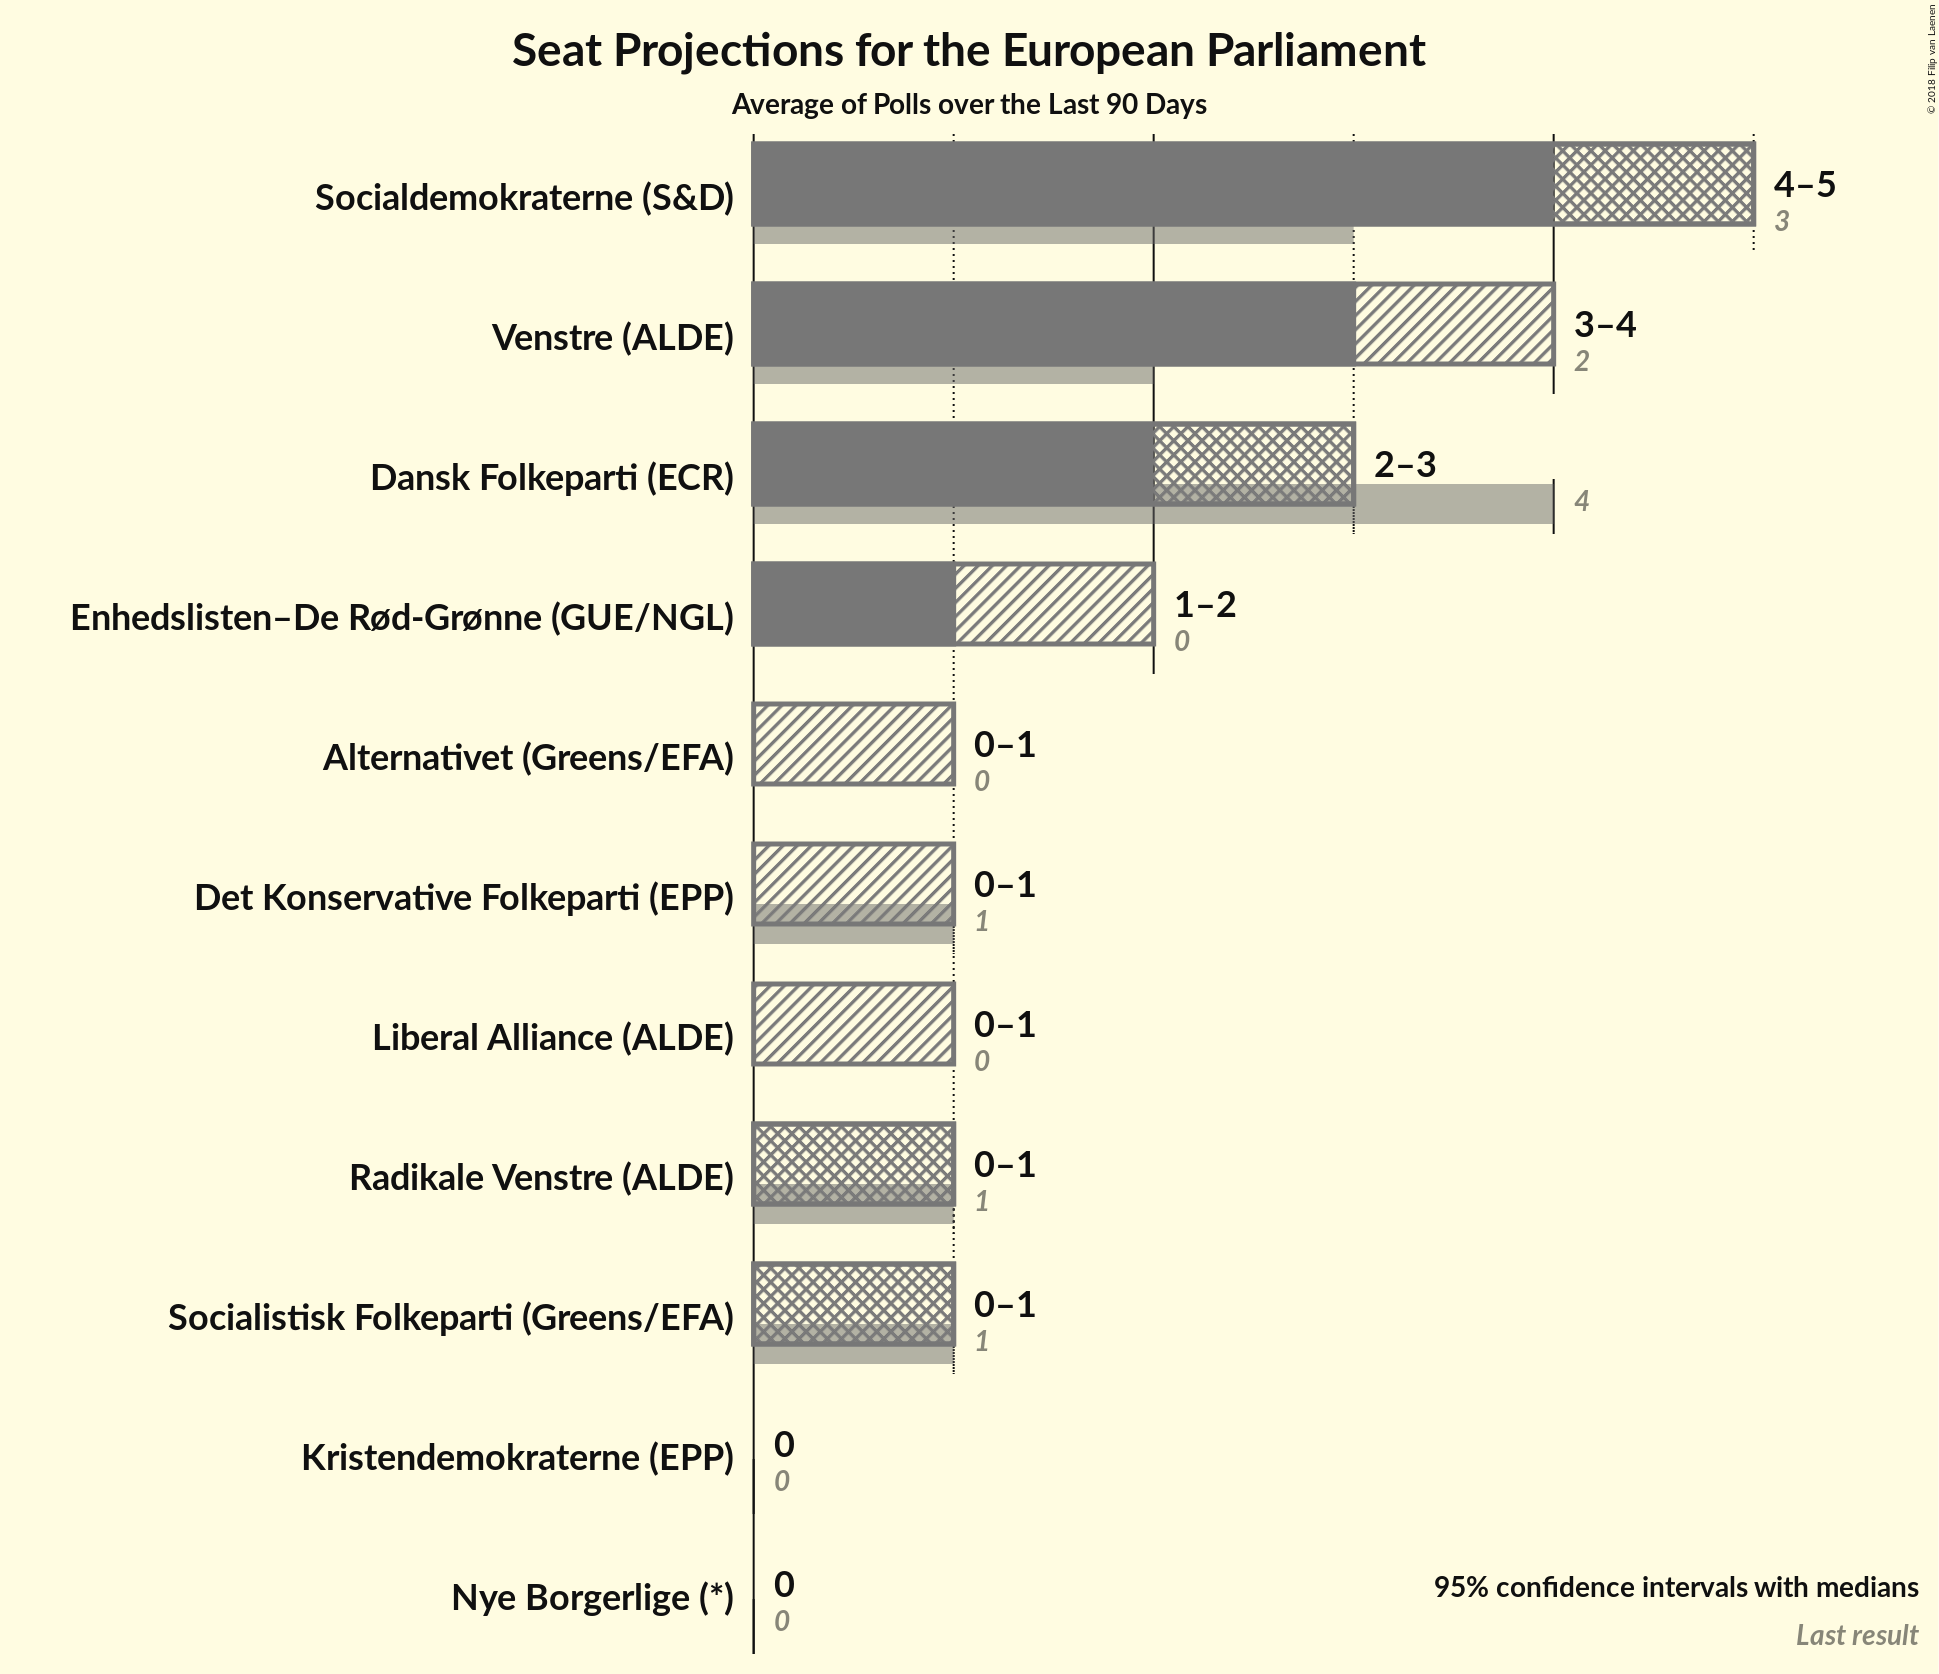 Seat Projections for the European Parliament
Average of Polls over the Last 90 Days
© 2018 Filip van Laenen
Socialdemokraterne (S&D)
4–5
3
Venstre (ALDE)
3–4
2
Dansk Folkeparti (ECR)
2–3
4
Enhedslisten–De Rød-Grønne (GUE/NGL)
1–2
0
Alternativet (Greens/EFA)
0–1
0
Det Konservative Folkeparti (EPP)
0–1
1
Liberal Alliance (ALDE)
0–1
0
Radikale Venstre (ALDE)
0–1
1
Socialistisk Folkeparti (Greens/EFA)
0–1
1
Kristendemokraterne (EPP)
0
0
Nye Borgerlige (*)
0
0
95% confidence intervals with medians
Last result